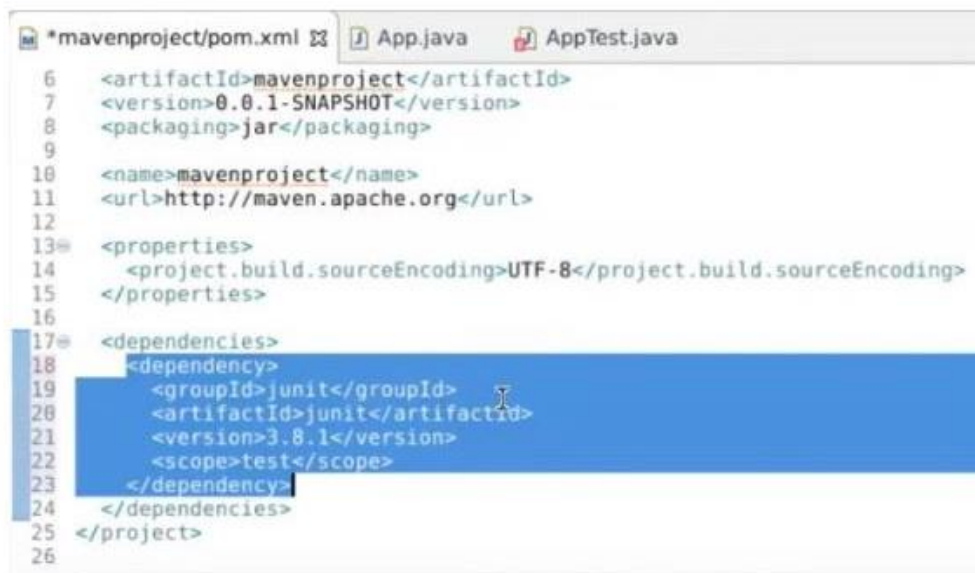 *mavenproject/pom.xml App.java AppTest.java
6 <artifactId>mavenproject</artifactId>
7 <version>0.0.1-SNAPSHOT</version>
8 <packaging>jar</packaging>
9
10 <name>mavenproject</name>
11 <url>http://maven.apache.org</url>
12
13 <properties>
14 <project.build.sourceEncoding>UTF-8</project.build.sourceEncoding>
15 </properties>
16
17 <dependencies>
18 <dependency>
19 <groupId>junit</groupId>
20 <artifactId>junit</artifactId>
21 <version>3.8.1</version>
22 <scope>test</scope>
23 </dependency>
24 </dependencies>
25 </project>
26